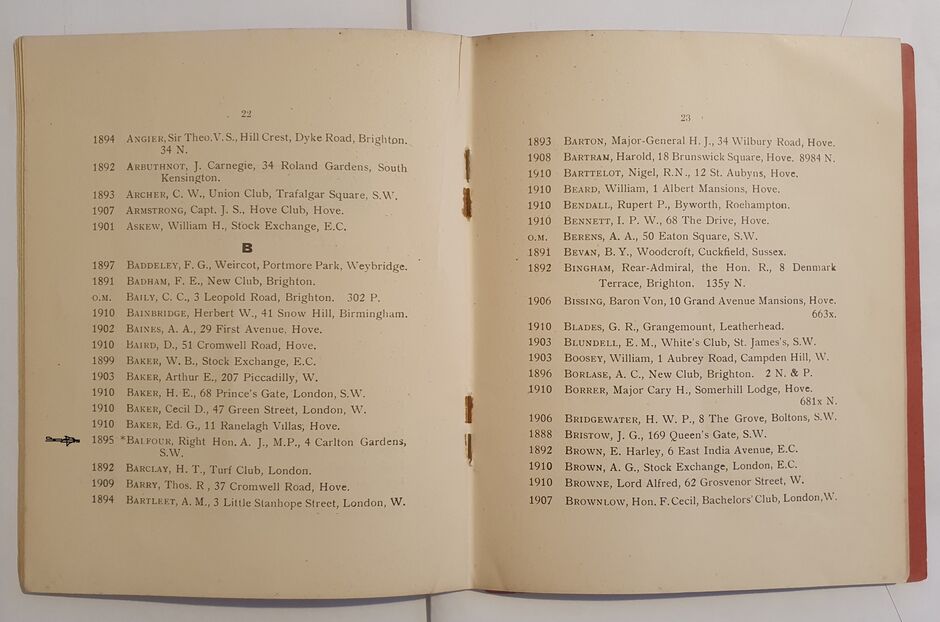 22
1894 ANGIER, Sir Theo.V.S., Hill Crest, Dyke Road, Brighton.
34 N.
1892 ARBUTHNOT, J. Carnegie, 34 Roland Gardens, South
Kensington.
1893 ARCHER, C. W., Union Club, Trafalgar Square, S.W.
1907 ARMSTRONG, Capt. J. S., Hove Club, Hove.
1901 ASKEW, William H., Stock Exchange, E.C.
B
1897 BADDELEY, F. G., Weircot, Portmore Park, Weybridge.
1891 BADHAM, F. E., New Club, Brighton.
O.M. BAILY, C. C., 3 Leopold Road, Brighton. 302 P.
1910 BAINBRIDGE, Herbert W., 41 Snow Hill, Birmingham.
1902 BAINES, A. A., 29 First Avenue, Hove.
1910 BAIRD, D., 51 Cromwell Road, Hove.
1899 BAKER, W. B., Stock Exchange, E.C.
1903 BAKER, Arthur E., 207 Piccadilly, W.
1910 BAKER, H. E., 68 Prince's Gate, London, S.W.
1910 BAKER, Cecil D., 47 Green Street, London, W.
1910 BAKER, Ed. G., 11 Ranelagh Villas, Hove.
1895 *BALFOUR, Right Hon. A. J., M.P., 4 Carlton Gardens,
S.W.
1892 BARCLAY, H. T., Turf Club, London.
1909 BARRY, Thos. R , 37 Cromwell Road, Hove.
1894 BARTLEET, A. M., 3 Little Stanhope Street, London, W.
23
1893 BARTON, Major-General H. J., 34 Wilbury Road, Hove.
1908 BARTRAM, Harold, 18 Brunswick Square, Hove. 8984 N.
1910 BARTTELOT, Nigel, R.N., 12 St. Aubyns, Hove.
1910 BEARD, William, 1 Albert Mansions, Hove.
1910 BENDALL, Rupert P., Byworth, Roehampton.
1910 BENNETT, I. P. W., 68 The Drive, Hove.
O.M. BERENS, A. A., 50 Eaton Square, S.W.
1891 BEVAN, B. Y., Woodcroft, Cuckfield, Sussex.
1892 BINGHAM, Rear-Admiral, the Hon. R., 8 Denmark
Terrace, Brighton. 135y N.
1906 BISSING, Baron Von, 10 Grand Avenue Mansions, Hove.
663x.
1910 BLADES, G. R., Grangemount, Leatherhead.
1903 BLUNDELL, E. M., White's Club, St. James's, S.W.
1903 BOOSEY, William, 1 Aubrey Road, Campden Hill, W.
1896 BORLASE, A. C., New Club, Brighton. 2 N. & P.
1910 BORRER, Major Cary H., Somerhill Lodge, Hove.
681x N.
1906 BRIDGEWATER, H. W. P., 8 The Grove, Boltons, S.W.
1888 BRISTOW, J. G., 169 Queen's Gate, S.W.
1892 BROWN, E. Harley, 6 East India Avenue, E.C.
1910 BROWN, A. G., Stock Exchange, London, E.C.
1910 BROWNE, Lord Alfred, 62 Grosvenor Street, W.
1907 BROWNLOW, Hon. F. Cecil, Bachelors' Club, London, W.